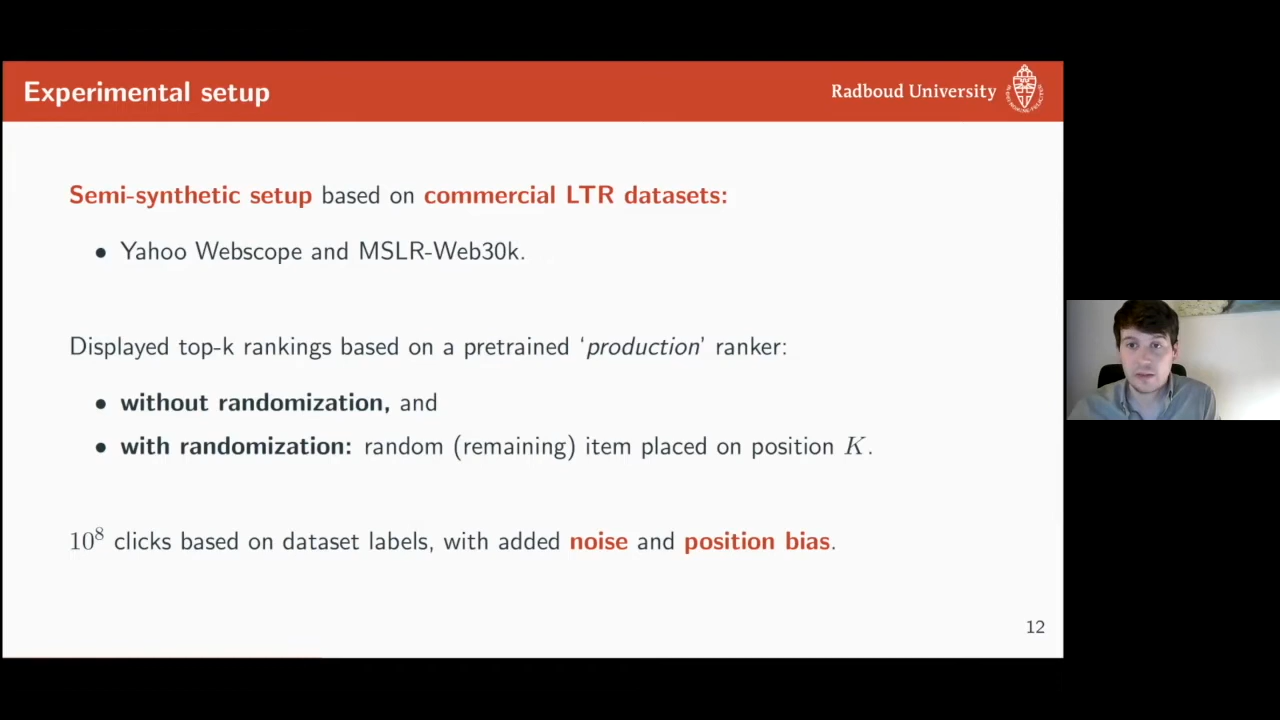 Experimental setup
Radboud University
Semi-synthetic setup based on commercial LTR datasets:
• Yahoo Webscope and MSLR-Web30k.
Displayed top-k rankings based on a pretrained ‘production’ ranker:
• without randomization, and
• with randomization: random (remaining) item placed on position K.
10⁸ clicks based on dataset labels, with added noise and position bias.
12